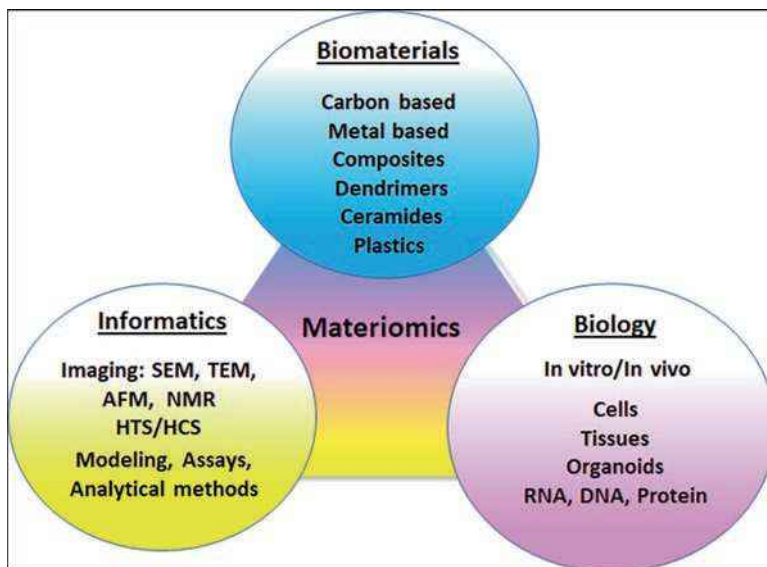 Biomaterials
Carbon based
Metal based
Composites
Dendrimers
Ceramides
Plastics
Materiomics
Informatics
Imaging: SEM, TEM,
AFM, NMR
HTS/HCS
Modeling, Assays,
Analytical methods
Biology
In vitro/In vivo
Cells
Tissues
Organoids
RNA, DNA, Protein